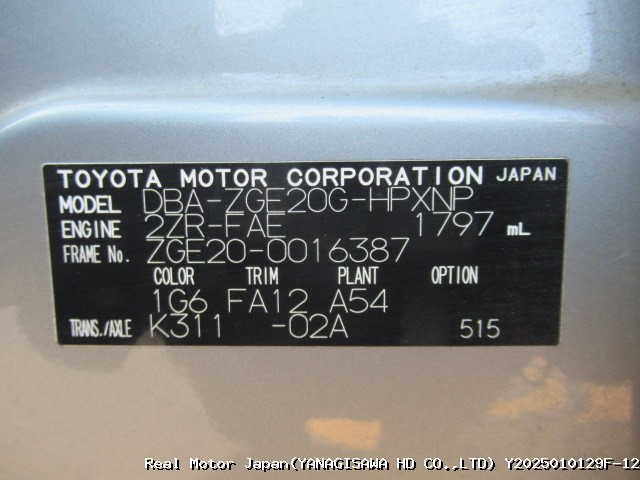 TOYOTA MOTOR CORPORATION JAPAN
MODEL DBA-ZGE20G-HPXNP
ENGINE 2ZR-FAE 1797 mL
FRAME No. ZGE20-0016387
COLOR TRIM PLANT OPTION
1G6 FA12 A54
TRANS./AXLE K311 -02A 515
Real Motor Japan(YANAGISAWA HD CO.,LTD) Y2025010129F-12